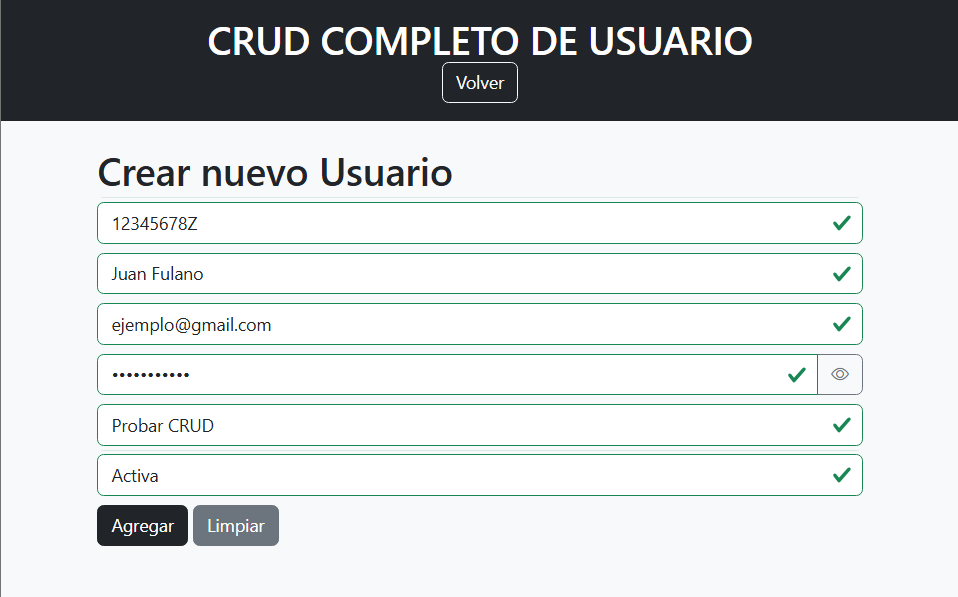 CRUD COMPLETO DE USUARIO
Volver
Crear nuevo Usuario
12345678Z
Juan Fulano
ejemplo@gmail.com
•••••••••••
Probar CRUD
Activa
Agregar Limpiar